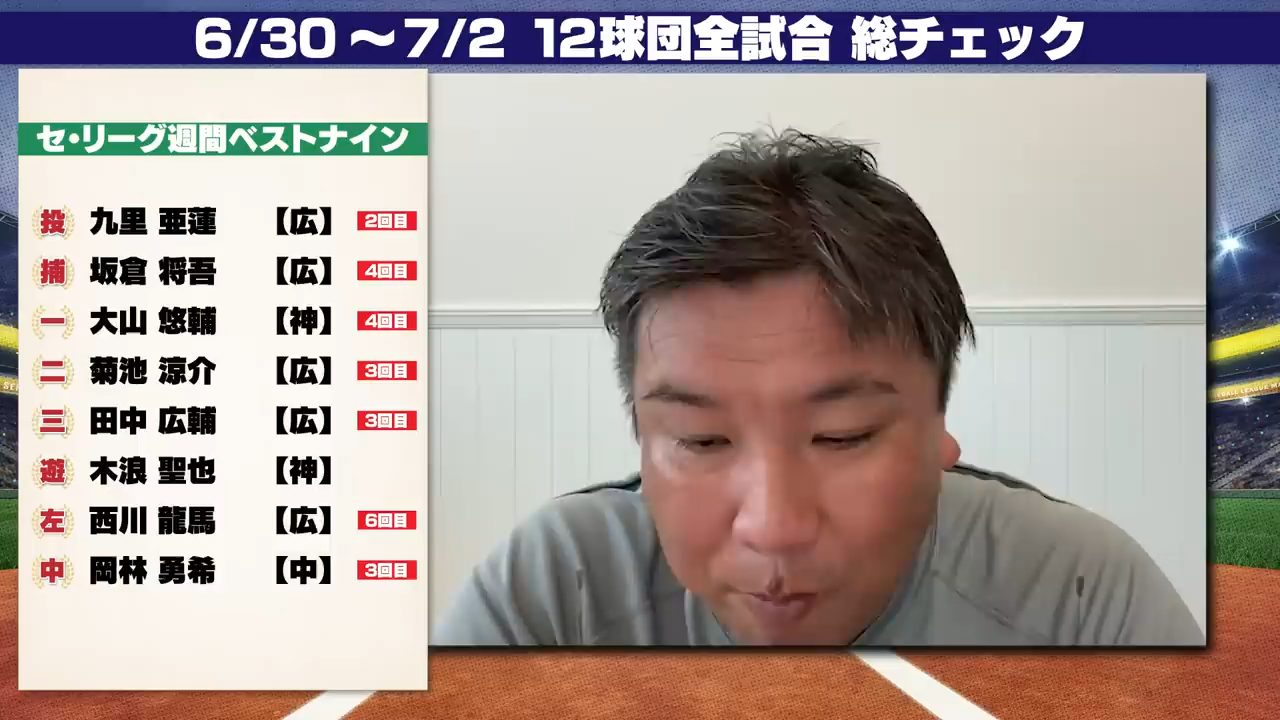 6/30～7/2 12球団全試合 総チェック
セ・リーグ週間ベストナイン
投 九里 亜蓮 【広】 2回目
捕 坂倉 将吾 【広】 4回目
一 大山 悠輔 【神】 4回目
二 菊池 涼介 【広】 3回目
三 田中 広輔 【広】 3回目
遊 木浪 聖也 【神】
左 西川 龍馬 【広】 6回目
中 岡林 勇希 【中】 3回目